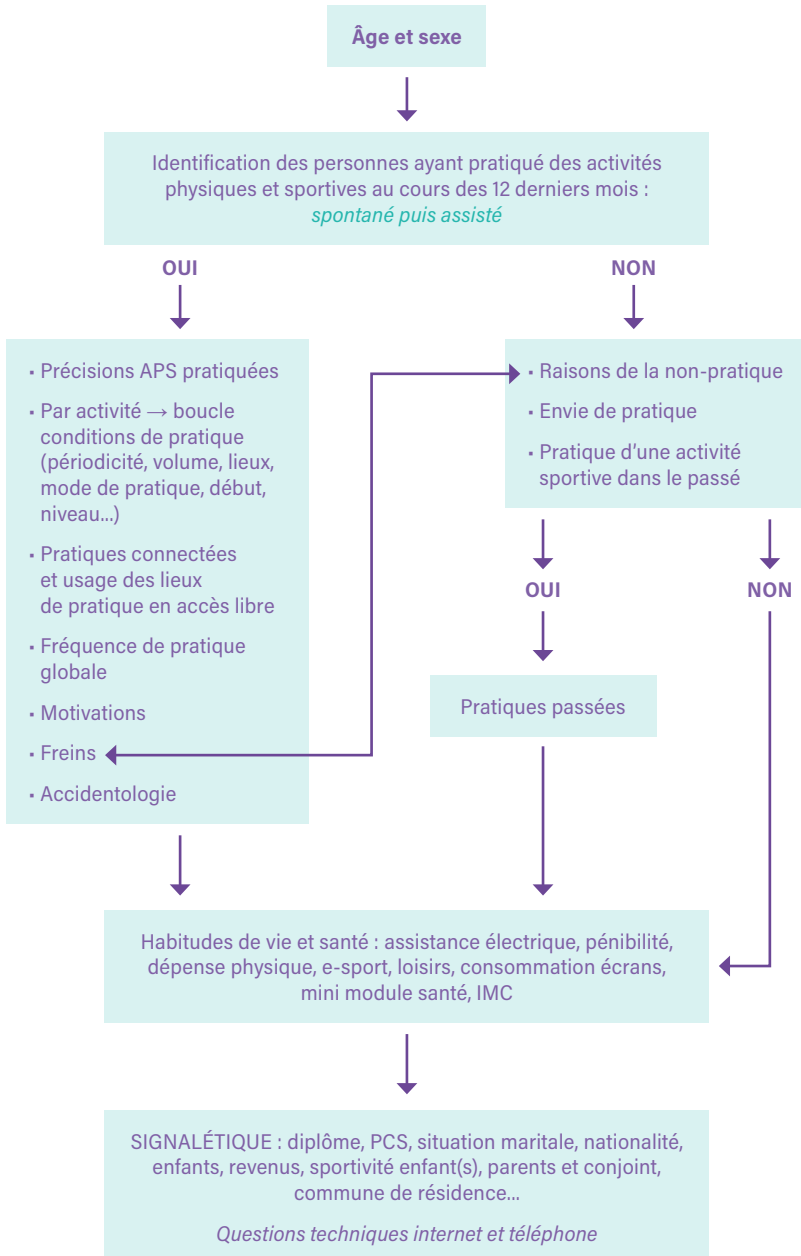 Âge et sexe
Identification des personnes ayant pratiqué des activités
physiques et sportives au cours des 12 derniers mois :
spontané puis assisté
OUI
NON
• Précisions APS pratiquées
• Par activité → boucle
conditions de pratique
(périodicité, volume, lieux,
mode de pratique, début,
niveau...)
• Pratiques connectées
et usage des lieux
de pratique en accès libre
• Fréquence de pratique
globale
• Motivations
• Freins
• Accidentologie
• Raisons de la non-pratique
• Envie de pratique
• Pratique d'une activité
sportive dans le passé
OUI
NON
Pratiques passées
Habitudes de vie et santé : assistance électrique, pénibilité,
dépense physique, e-sport, loisirs, consommation écrans,
mini module santé, IMC
SIGNALÉTIQUE : diplôme, PCS, situation maritale, nationalité,
enfants, revenus, sportivité enfant(s), parents et conjoint,
commune de résidence...
Questions techniques internet et téléphone